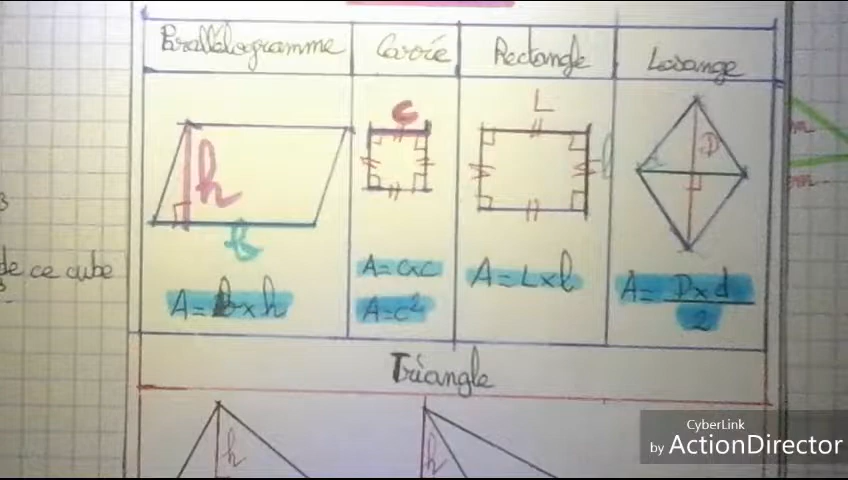 Parallélogramme
Carré
Rectangle
Losange
h
b
A = b x h
C
A = C x C
A = C²
L
l
A = L x l
D
d
A = D x d
2
de ce cube
m
m
Triangle
h
h
CyberLink
by ActionDirector